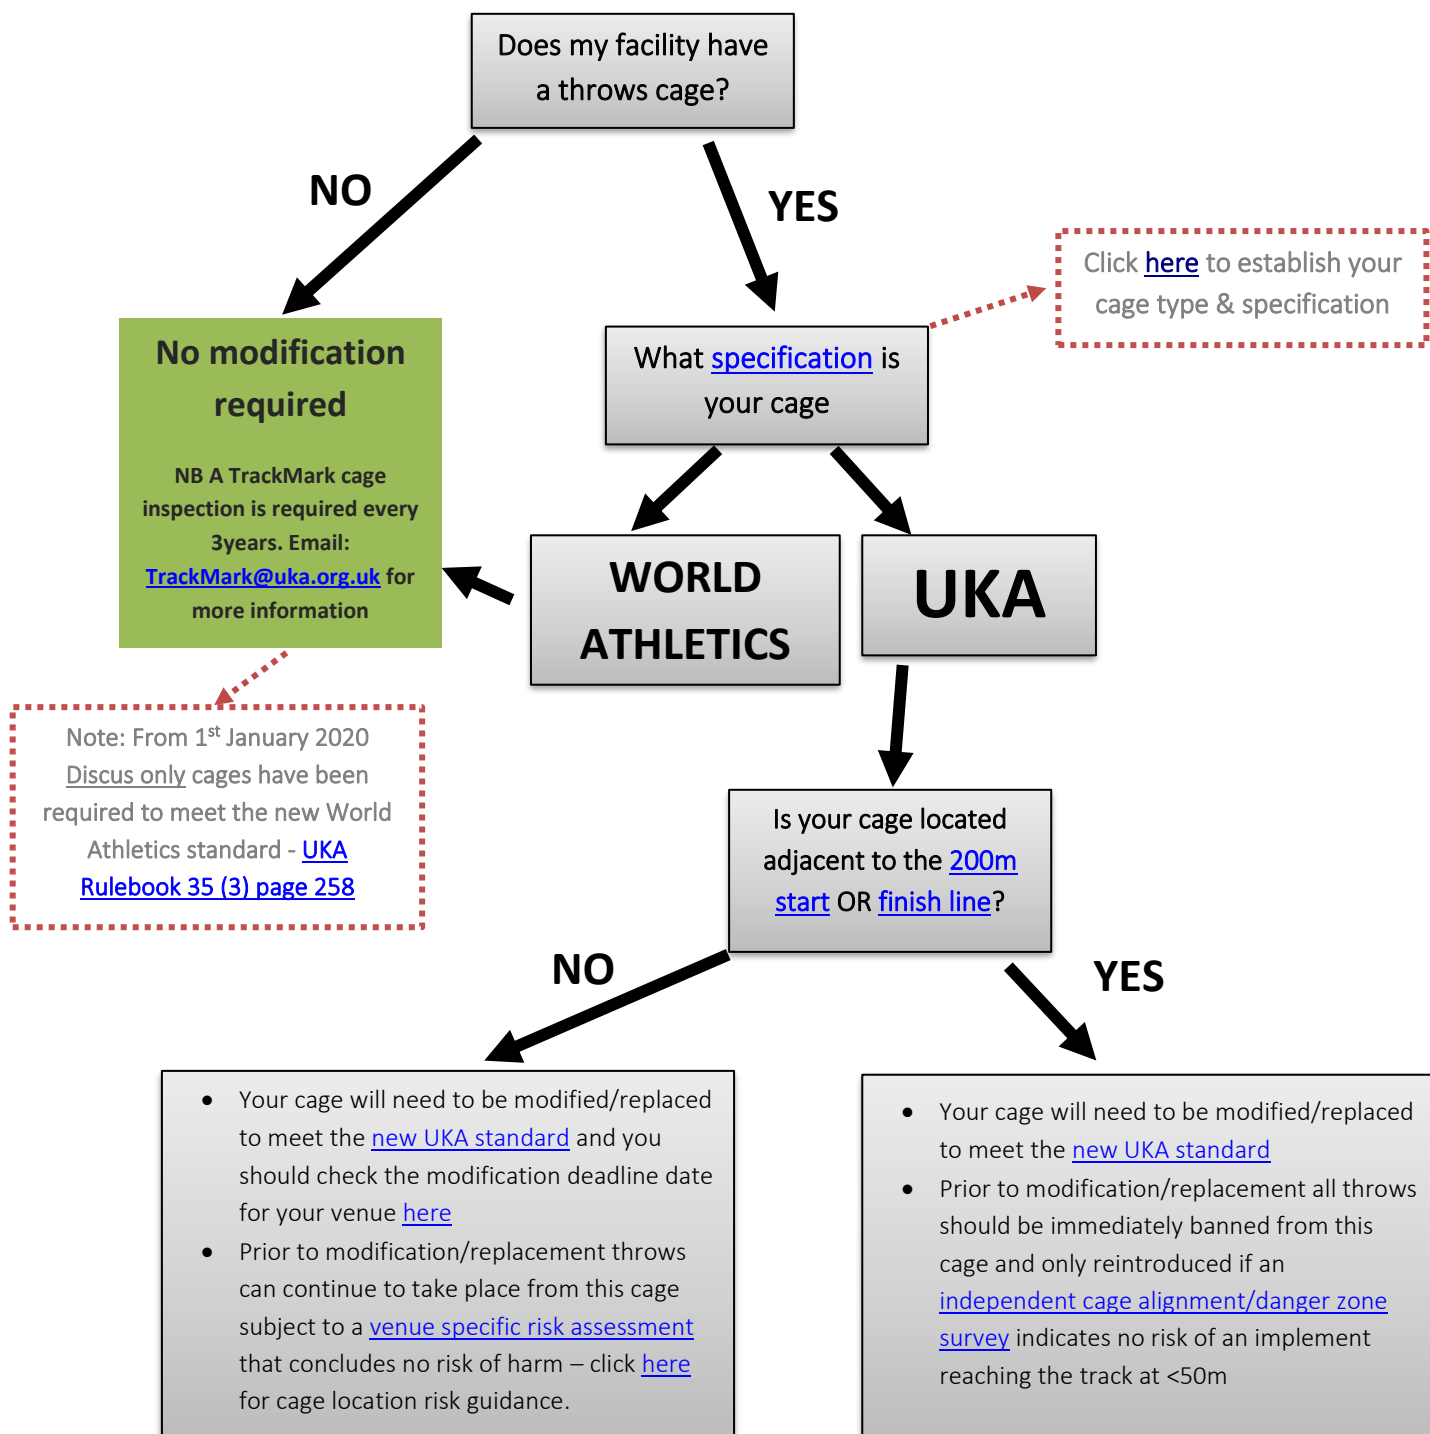 Does my facility have
a throws cage?
NO
YES
Click here to establish your
cage type & specification
No modification
required
NB A TrackMark cage
inspection is required every
3years. Email:
TrackMark@uka.org.uk for
more information
What specification is
your cage
WORLD
ATHLETICS
UKA
Note: From 1st January 2020
Discus only cages have been
required to meet the new World
Athletics standard - UKA
Rulebook 35 (3) page 258
Is your cage located
adjacent to the 200m
start OR finish line?
NO
YES
• Your cage will need to be modified/replaced
to meet the new UKA standard and you
should check the modification deadline date
for your venue here
• Prior to modification/replacement throws
can continue to take place from this cage
subject to a venue specific risk assessment
that concludes no risk of harm – click here
for cage location risk guidance.
• Your cage will need to be modified/replaced
to meet the new UKA standard
• Prior to modification/replacement all throws
should be immediately banned from this
cage and only reintroduced if an
independent cage alignment/danger zone
survey indicates no risk of an implement
reaching the track at <50m